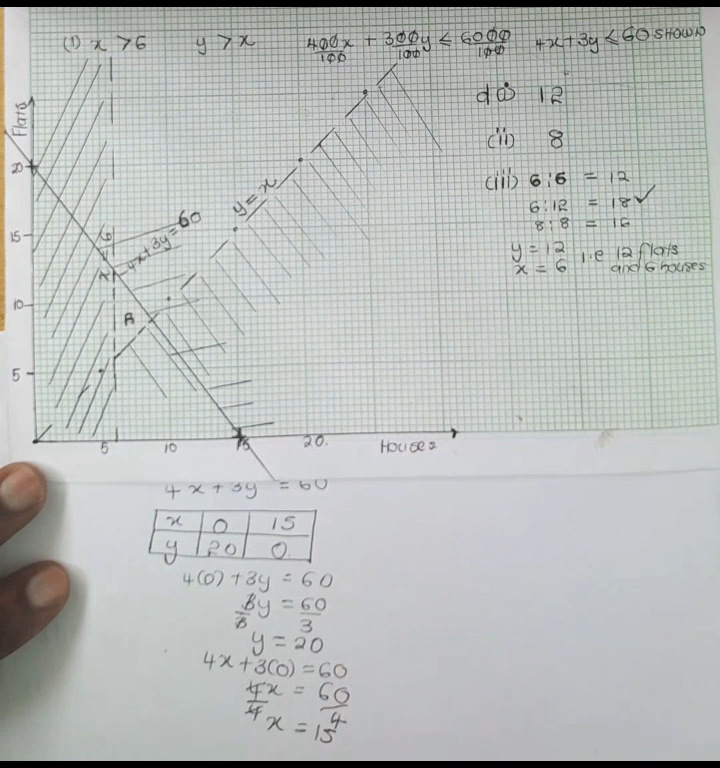 (1) x > 6 y > x 400x/100 + 300y/100 ≤ 6000/100 4x+3y ≤ 60 SHOWN
Flats
d(i) 12
(ii) 8
(iii) 6:6 = 12
6:12 = 18 ✓
8:8 = 16
y = 12 i.e 12 flats
x = 6 and 6 houses
y = x
x = 6
4x+3y = 60
R
20
15
10
5
5 10 15 20 Houses
4x+3y = 60
x 0 15
y 20 0
4(0) + 3y = 60
3y/3 = 60/3
y = 20
4x + 3(0) = 60
4x/4 = 60/4
x = 15